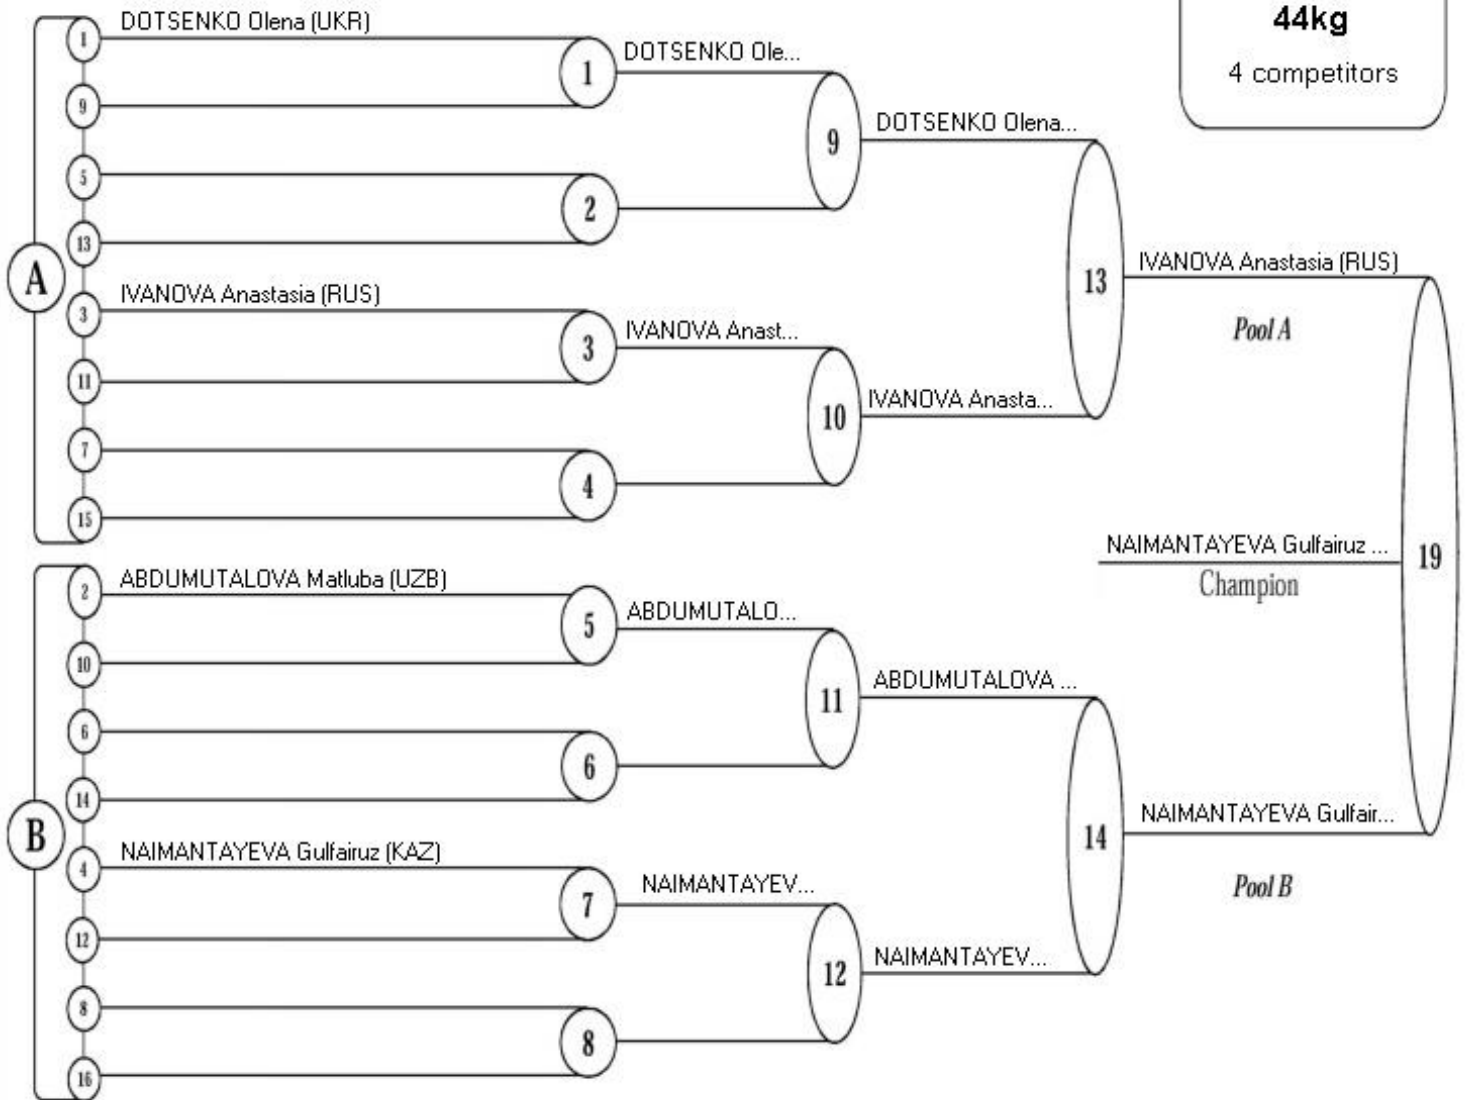 44kg
4 competitors
A
1
DOTSENKO Olena (UKR)
9
1
DOTSENKO Ole...
5
13
2
9
DOTSENKO Olena...
3
IVANOVA Anastasia (RUS)
11
3
IVANOVA Anast...
7
15
4
10
IVANOVA Anasta...
13
IVANOVA Anastasia (RUS)
Pool A
B
2
ABDUMUTALOVA Matluba (UZB)
10
5
ABDUMUTALO...
6
14
6
11
ABDUMUTALOVA ...
4
NAIMANTAYEVA Gulfairuz (KAZ)
12
7
NAIMANTAYEV...
8
16
8
12
NAIMANTAYEV...
14
NAIMANTAYEVA Gulfair...
Pool B
19
NAIMANTAYEVA Gulfairuz ...
Champion